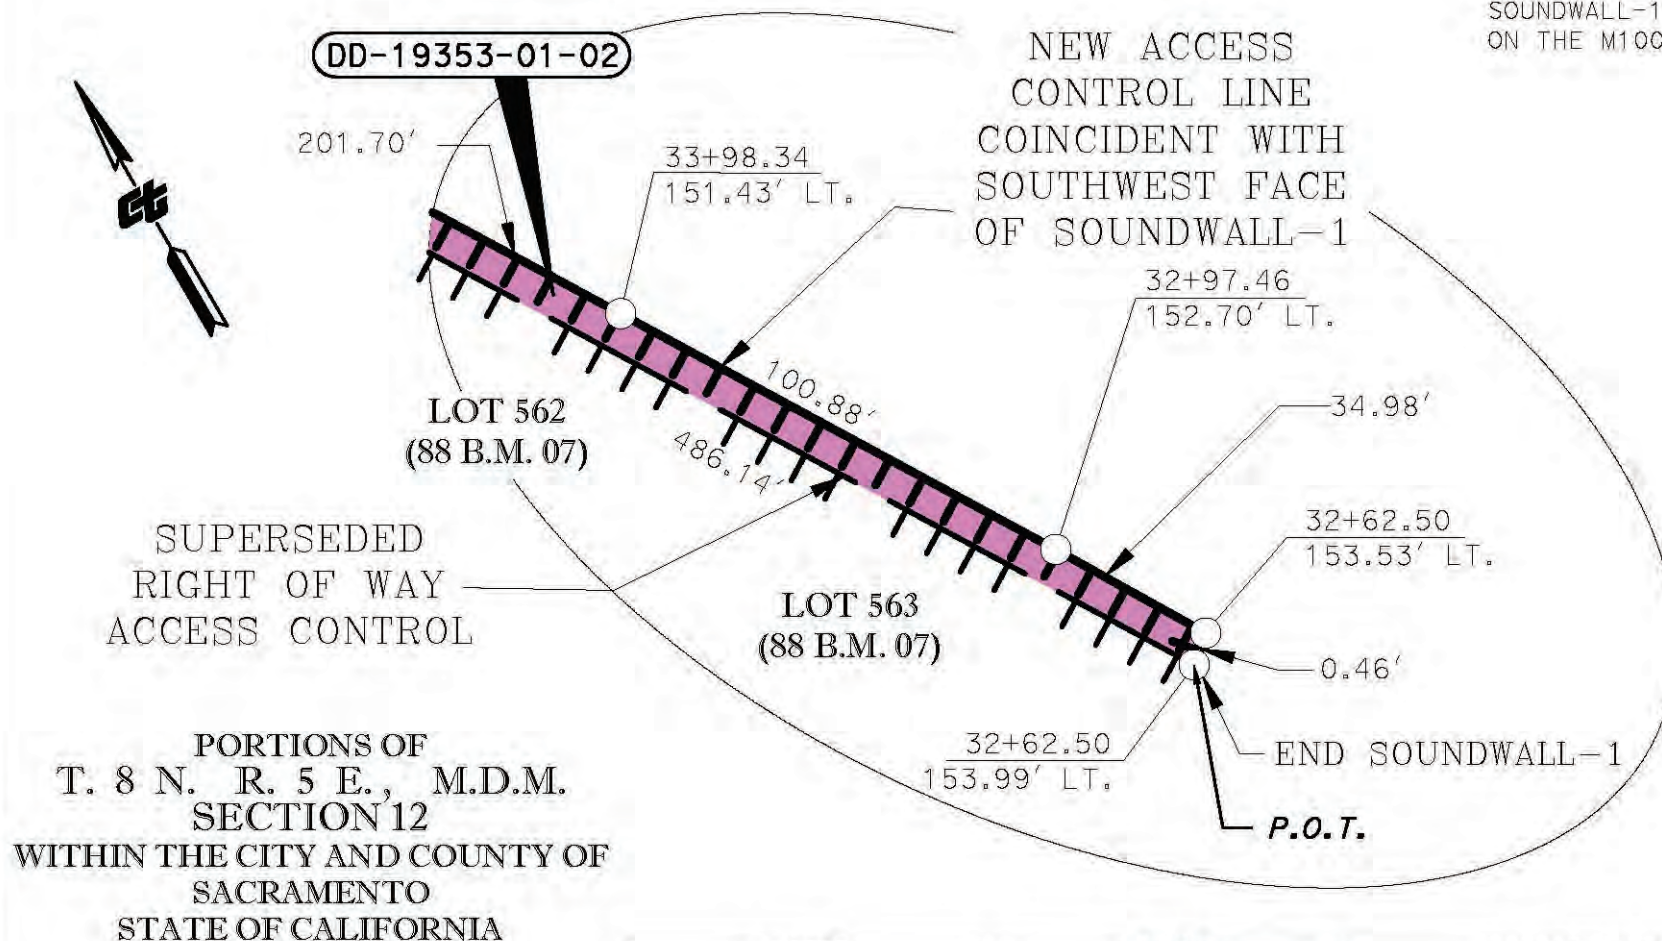 SOUNDWALL-1
ON THE M10
DD-19353-01-02
NEW ACCESS
CONTROL LINE
COINCIDENT WITH
SOUTHWEST FACE
OF SOUNDWALL-1
201.70'
33+98.34
151.43' LT.
ct
32+97.46
152.70' LT.
100.88'
34.98'
LOT 562
(88 B.M. 07)
486.14'
32+62.50
153.53' LT.
SUPERSEDED
RIGHT OF WAY
ACCESS CONTROL
LOT 563
(88 B.M. 07)
0.46'
32+62.50
153.99' LT.
END SOUNDWALL-1
P.O.T.
PORTIONS OF
T. 8 N. R. 5 E., M.D.M.
SECTION 12
WITHIN THE CITY AND COUNTY OF
SACRAMENTO
STATE OF CALIFORNIA